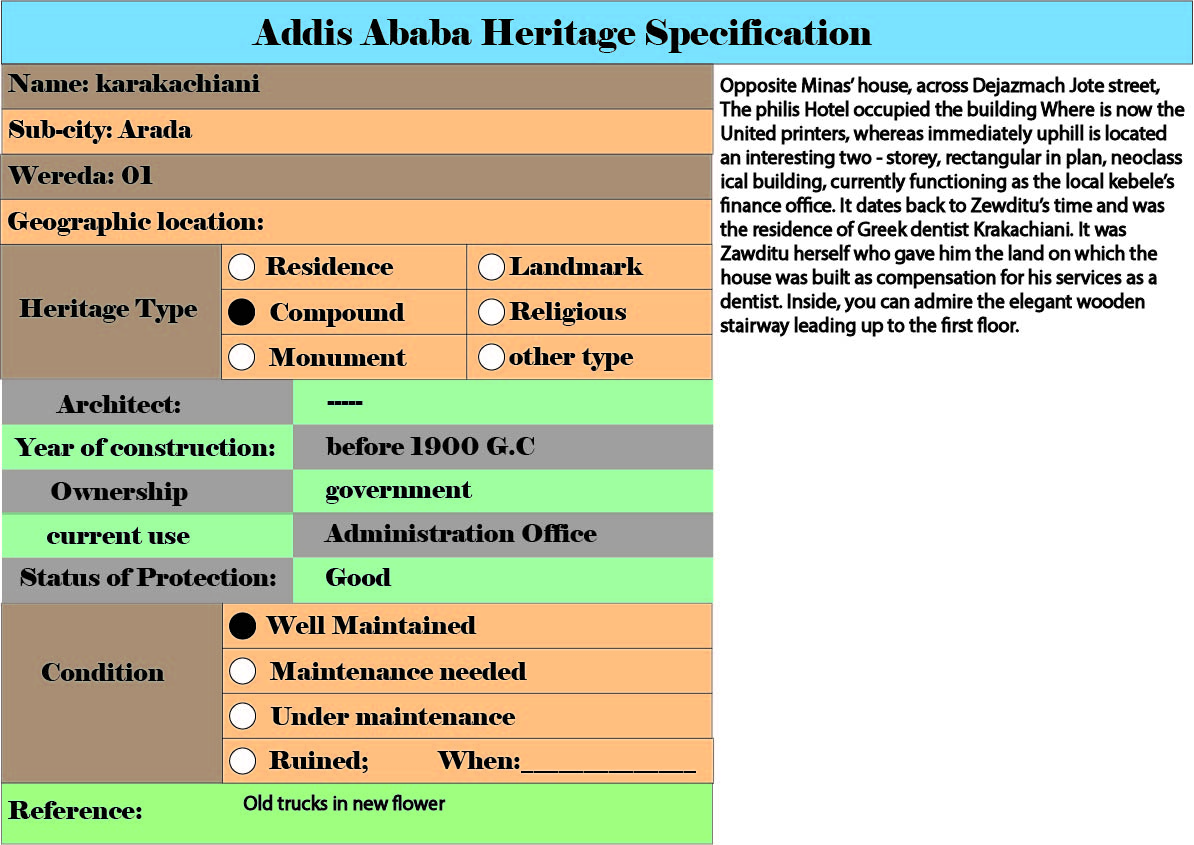 Addis Ababa Heritage Specification
Name: karakachiani
Sub-city: Arada
Wereda: 01
Geographic location:
Heritage Type
Residence
Landmark
Compound
Religious
Monument
other type
Architect:
-----
Year of construction:
before 1900 G.C
Ownership
government
current use
Administration Office
Status of Protection:
Good
Condition
Well Maintained
Maintenance needed
Under maintenance
Ruined; When:_______________
Reference:
Old trucks in new flower
Opposite Minas’ house, across Dejazmach Jote street,
The philis Hotel occupied the building Where is now the
United printers, whereas immediately uphill is located
an interesting two - storey, rectangular in plan, neoclass
ical building, currently functioning as the local kebele’s
finance office. It dates back to Zewditu’s time and was
the residence of Greek dentist Krakachiani. It was
Zawditu herself who gave him the land on which the
house was built as compensation for his services as a
dentist. Inside, you can admire the elegant wooden
stairway leading up to the first floor.